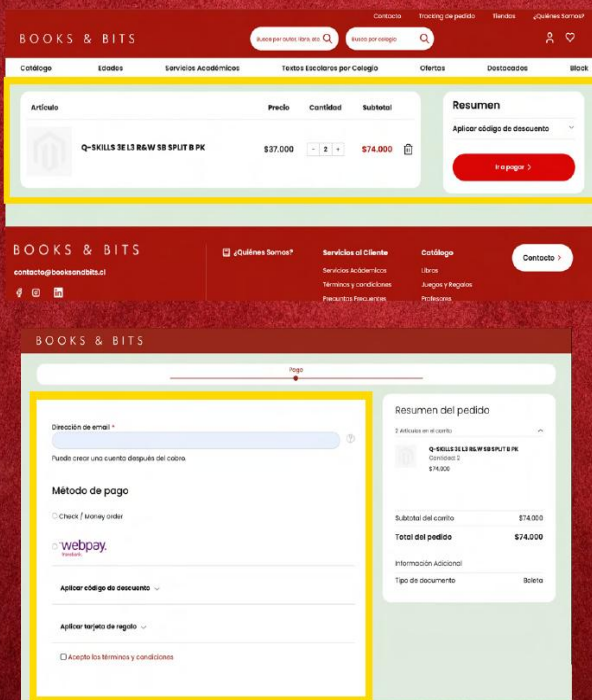 Contacto Tracking de pedido Tiendas ¿Quiénes Somos?
BOOKS & BITS
Busca por autor, libro, etc Busca por colegio
Catálogo Edades Servicios Académicos Textos Escolares por Colegio Ofertas Destacados Black
Artículo Precio Cantidad Subtotal
Q-SKILLS 3E L3 R&W SB SPLIT B PK $37.000 - 2 + $74.000
Resumen
Aplicar código de descuento
Ir a pagar >
BOOKS & BITS
contacto@booksandbits.cl
¿Quiénes Somos?
Servicios al Cliente
Servicios Académicos
Términos y condiciones
Preguntas Frecuentes
Catálogo
Libros
Juegos y Regalos
Profesores
Contacto >
BOOKS & BITS
Pago
Dirección de email *
Puede crear una cuenta después del cobro.
Método de pago
Check / Money order
webpay.
transbank.
Aplicar código de descuento
Aplicar tarjeta de regalo
Acepto los términos y condiciones
Resumen del pedido
2 Artículos en el carrito
Q-SKILLS 3E L3 R&W SB SPLIT B PK
Cantidad: 2
$74.000
Subtotal del carrito $74.000
Total del pedido $74.000
Información Adicional
Tipo de documento Boleta